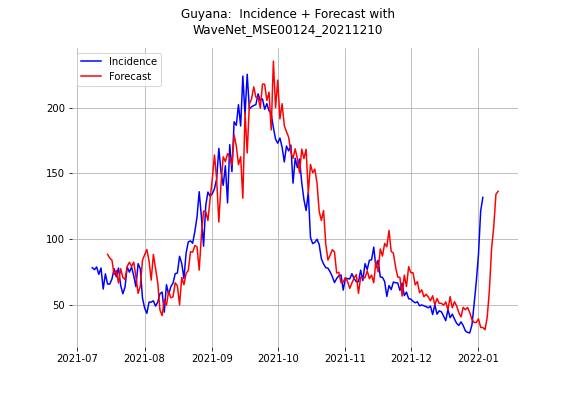 Guyana:  Incidence + Forecast with
WaveNet_MSE00124_20211210
Incidence
Forecast
200
150
100
50
2021-07
2021-08
2021-09
2021-10
2021-11
2021-12
2022-01